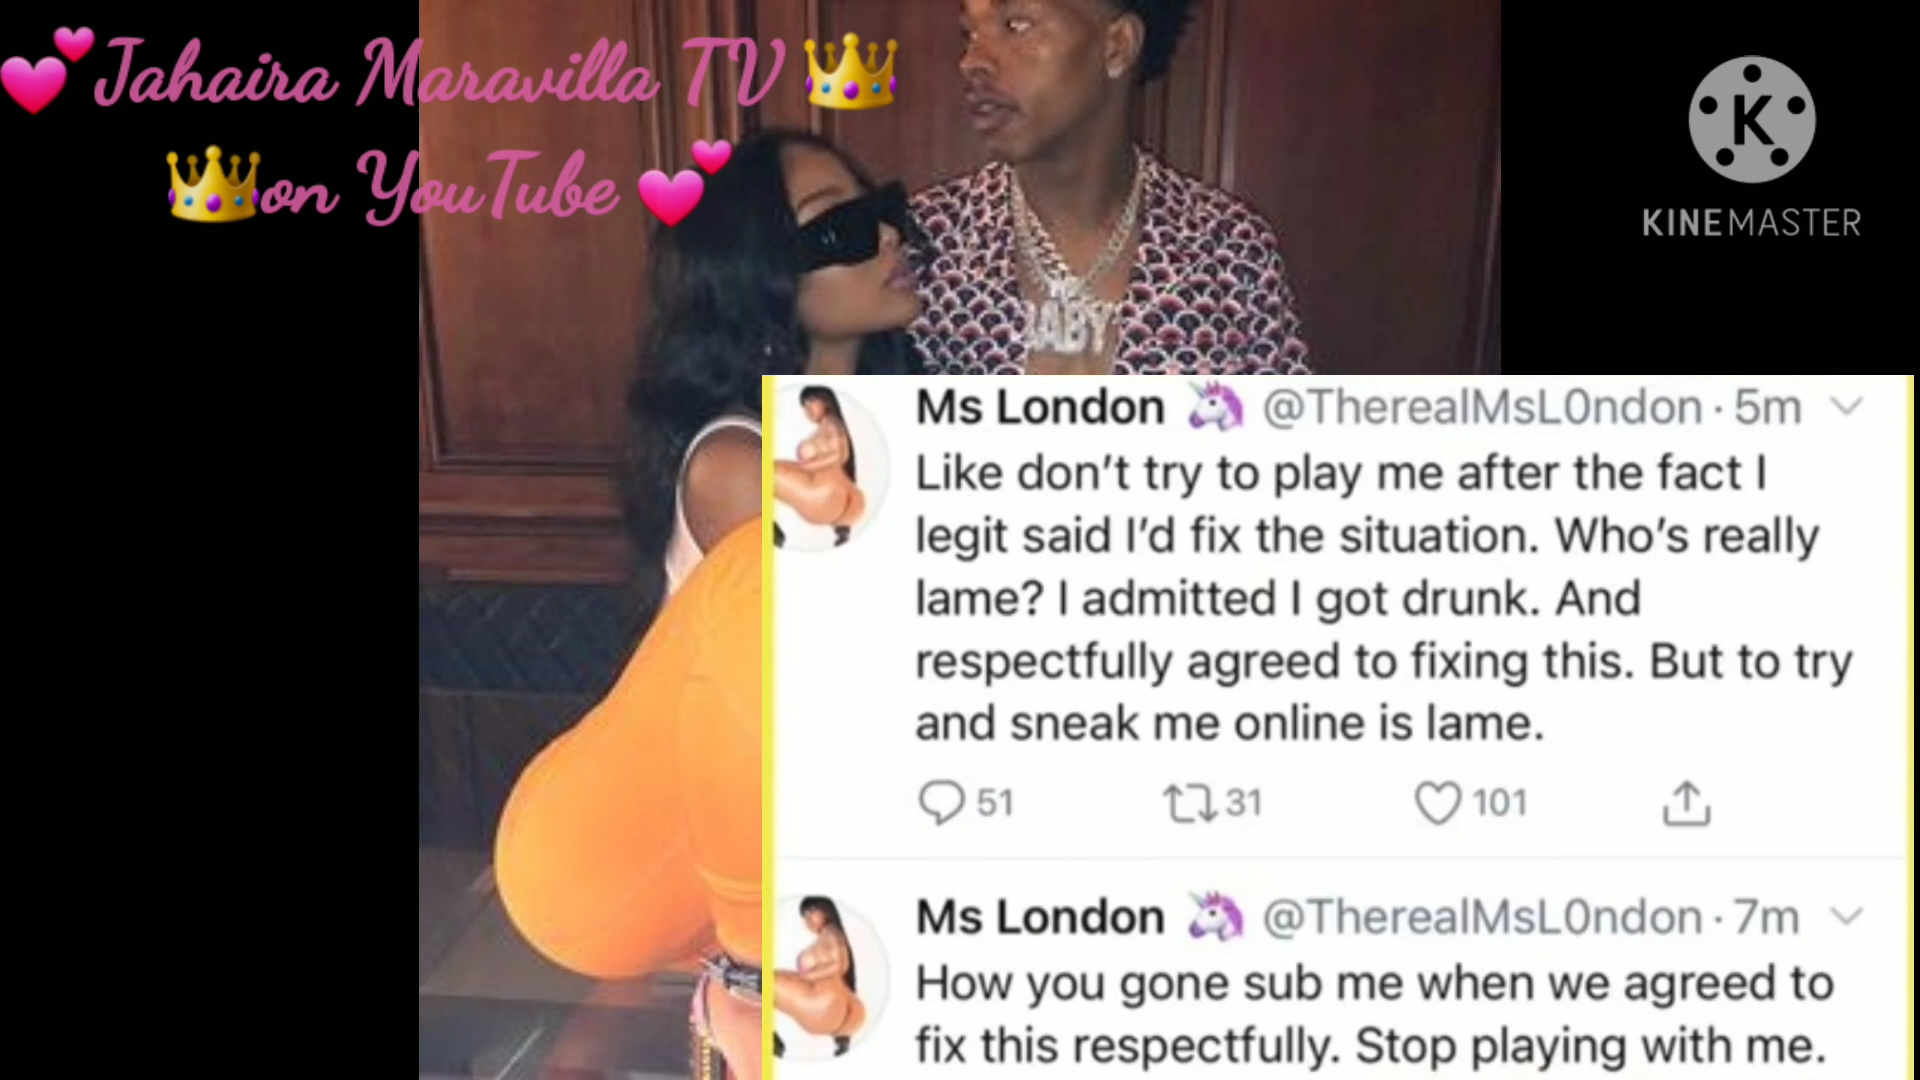 💕Jahaira Maravilla TV 👑
👑on YouTube 💕
K
KINEMASTER
BABY
Ms London 🦄 @TherealMsL0ndon · 5m
Like don’t try to play me after the fact I
legit said I’d fix the situation. Who’s really
lame? I admitted I got drunk. And
respectfully agreed to fixing this. But to try
and sneak me online is lame.
51 31 101
Ms London 🦄 @TherealMsL0ndon · 7m
How you gone sub me when we agreed to
fix this respectfully. Stop playing with me.